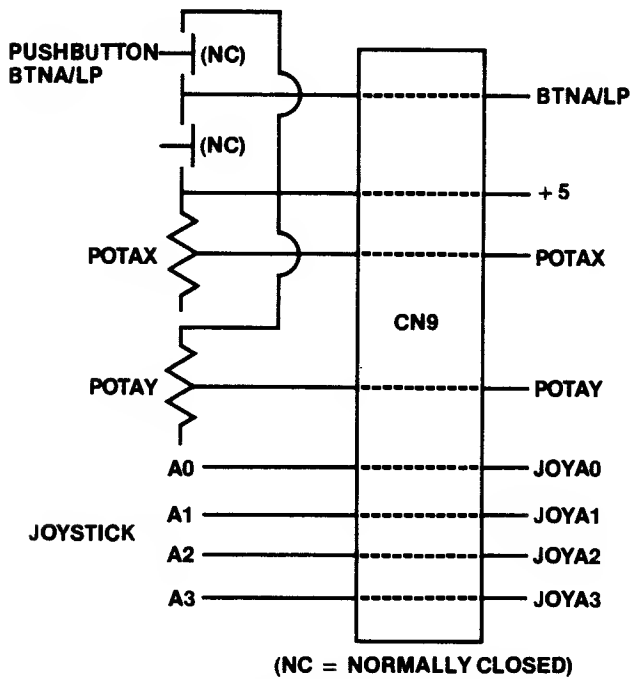 PUSHBUTTON
BTNA/LP
(NC)
BTNA/LP
(NC)
+ 5
POTAX
POTAX
CN9
POTAY
POTAY
A0
JOYA0
JOYSTICK
A1
JOYA1
A2
JOYA2
A3
JOYA3
(NC = NORMALLY CLOSED)